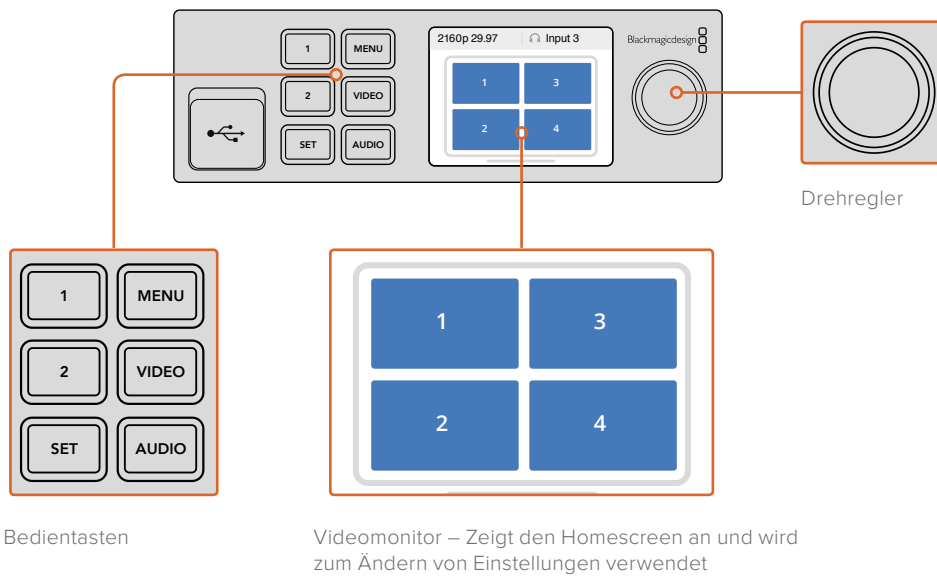 1 MENU
2 VIDEO
SET AUDIO
2160p 29.97 Input 3
1 3
2 4
Blackmagicdesign
Drehregler
1 MENU
2 VIDEO
SET AUDIO
1 3
2 4
Bedientasten
Videomonitor – Zeigt den Homescreen an und wird
zum Ändern von Einstellungen verwendet